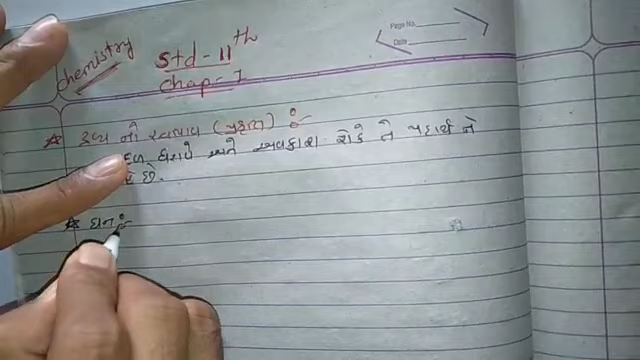 Page No.
Date
chemistry
Std - 11th
chap - 1
* દ્રવ્ય નો સ્વભાવ (પ્રકૃતિ) :-
દળ ધરાવે અને અવકાશ રોકે તે પદાર્થ ને
છે.
* ઘન :-